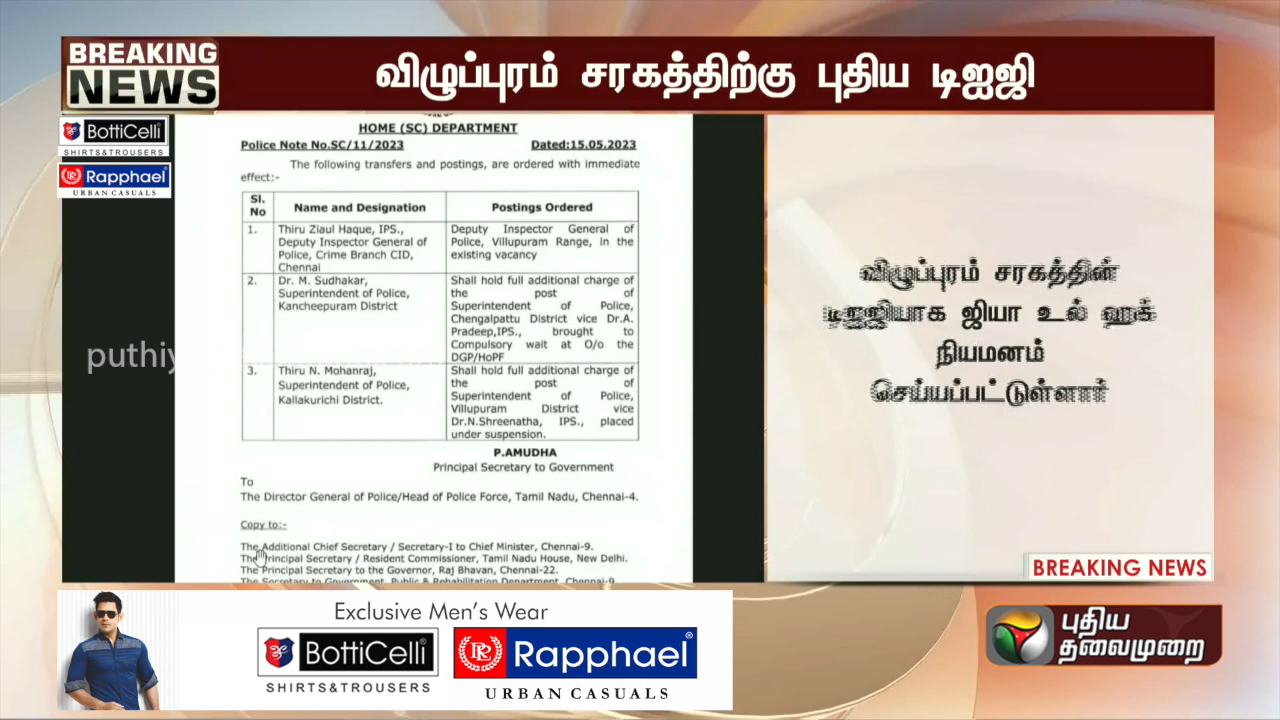 BREAKING
NEWS
விழுப்புரம் சரகத்திற்கு புதிய டிஐஜி
BOTTICELLI
SHIRTS&TROUSERS
Rapphael
URBAN CASUALS
HOME (SC) DEPARTMENT
Police Note No.SC/11/2023 Dated:15.05.2023
The following transfers and postings, are ordered with immediate
effect:-
Sl. No Name and Designation Postings Ordered
1. Thiru Ziaul Haque, IPS., Deputy Inspector General of
Deputy Inspector General of Police, Villupuram Range, in the
Police, Crime Branch CID, existing vacancy
Chennai
2. Dr. M. Sudhakar, Shall hold full additional charge of
Superintendent of Police, the post of
Kancheepuram District Superintendent of Police,
Chengalpattu District vice Dr.A.
Pradeep,IPS., brought to
Compulsory wait at O/o the
DGP/HoPF
3. Thiru N. Mohanraj, Shall hold full additional charge of
Superintendent of Police, the post of
Kallakurichi District. Superintendent of Police,
Villupuram District vice
Dr.N.Shreenatha, IPS., placed
under suspension.
P.AMUDHA
Principal Secretary to Government
To
The Director General of Police/Head of Police Force, Tamil Nadu, Chennai-4.
Copy to:-
The Additional Chief Secretary / Secretary-I to Chief Minister, Chennai-9.
The Principal Secretary / Resident Commissioner, Tamil Nadu House, New Delhi.
The Principal Secretary to the Governor, Raj Bhavan, Chennai-22.
The Secretary to Government, Public & Rehabilitation Department, Chennai-9
puthiy
விழுப்புரம் சரகத்தின்
டிஐஜியாக ஜியா உல் ஹக்
நியமனம்
செய்யப்பட்டுள்ளார்
BREAKING NEWS
Exclusive Men's Wear
BOTTICELLI
SHIRTS&TROUSERS
Rapphael
URBAN CASUALS
புதிய
தலைமுறை